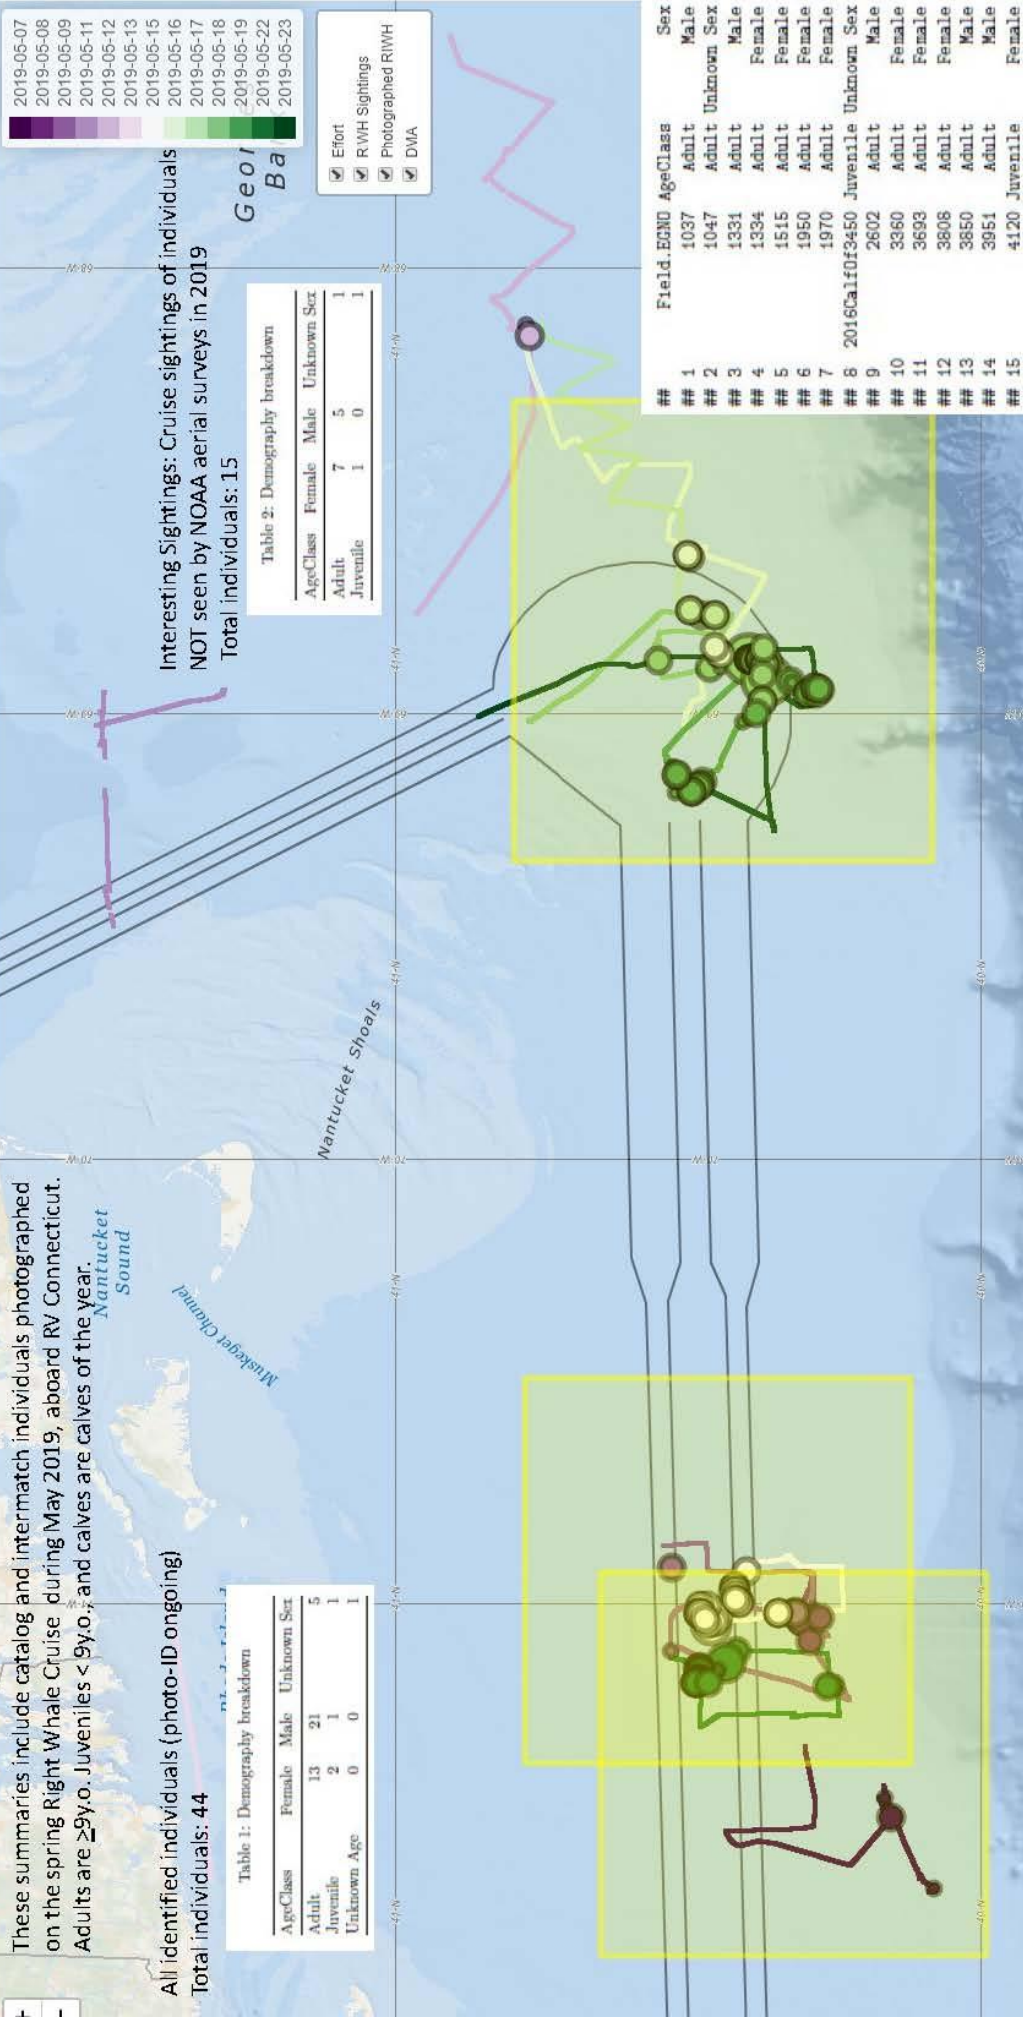 These summaries include catalog and intermatch individuals photographed
on the spring Right Whale Cruise during May 2019, aboard RV Connecticut.
Adults are ≥9y.o. Juveniles < 9y.o., and calves are calves of the year.
All identified individuals (photo-ID ongoing)
Total individuals: 44
Table 1: Demography breakdown
AgeClass Female Male Unknown Sex
Adult 13 21 5
Juvenile 2 1 1
Unknown Age 0 0 1
Nantucket
Sound
Muskeget Channel
Nantucket Shoals
Interesting Sightings: Cruise sightings of individuals
NOT seen by NOAA aerial surveys in 2019
Total individuals: 15
Table 2: Demography breakdown
AgeClass Female Male Unknown Sex
Adult 7 5 1
Juvenile 1 0 1
2019-05-07
2019-05-08
2019-05-09
2019-05-11
2019-05-12
2019-05-13
2019-05-15
2019-05-16
2019-05-17
2019-05-18
2019-05-19
2019-05-22
2019-05-23
Effort
RWH Sightings
Photographed RIWH
DMA
## Field.EGNO AgeClass Sex
## 1 1037 Adult Male
## 2 1047 Adult Unknown Sex
## 3 1331 Adult Male
## 4 1334 Adult Female
## 5 1515 Adult Female
## 6 1950 Adult Female
## 7 1970 Adult Female
## 8 2016CalfOf3450 Juvenile Unknown Sex
## 9 2602 Adult Male
## 10 3360 Adult Female
## 11 3693 Adult Female
## 12 3808 Adult Female
## 13 3850 Adult Male
## 14 3951 Adult Male
## 15 4120 Juvenile Female